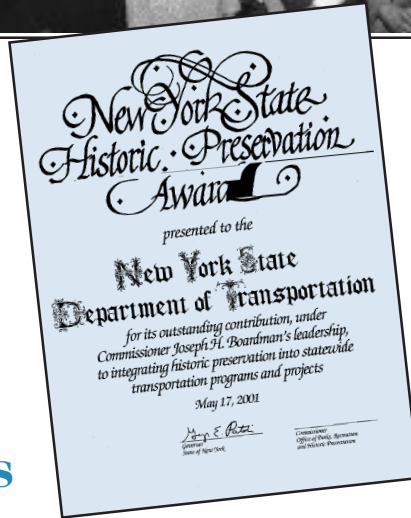 New York State
Historic Preservation
Award
presented to the
New York State
Department of Transportation
for its outstanding contribution, under
Commissioner Joseph H. Boardman's leadership,
to integrating historic preservation into statewide
transportation programs and projects
May 17, 2001
Governor
State of New York
Commissioner
Office of Parks, Recreation
and Historic Preservation
s